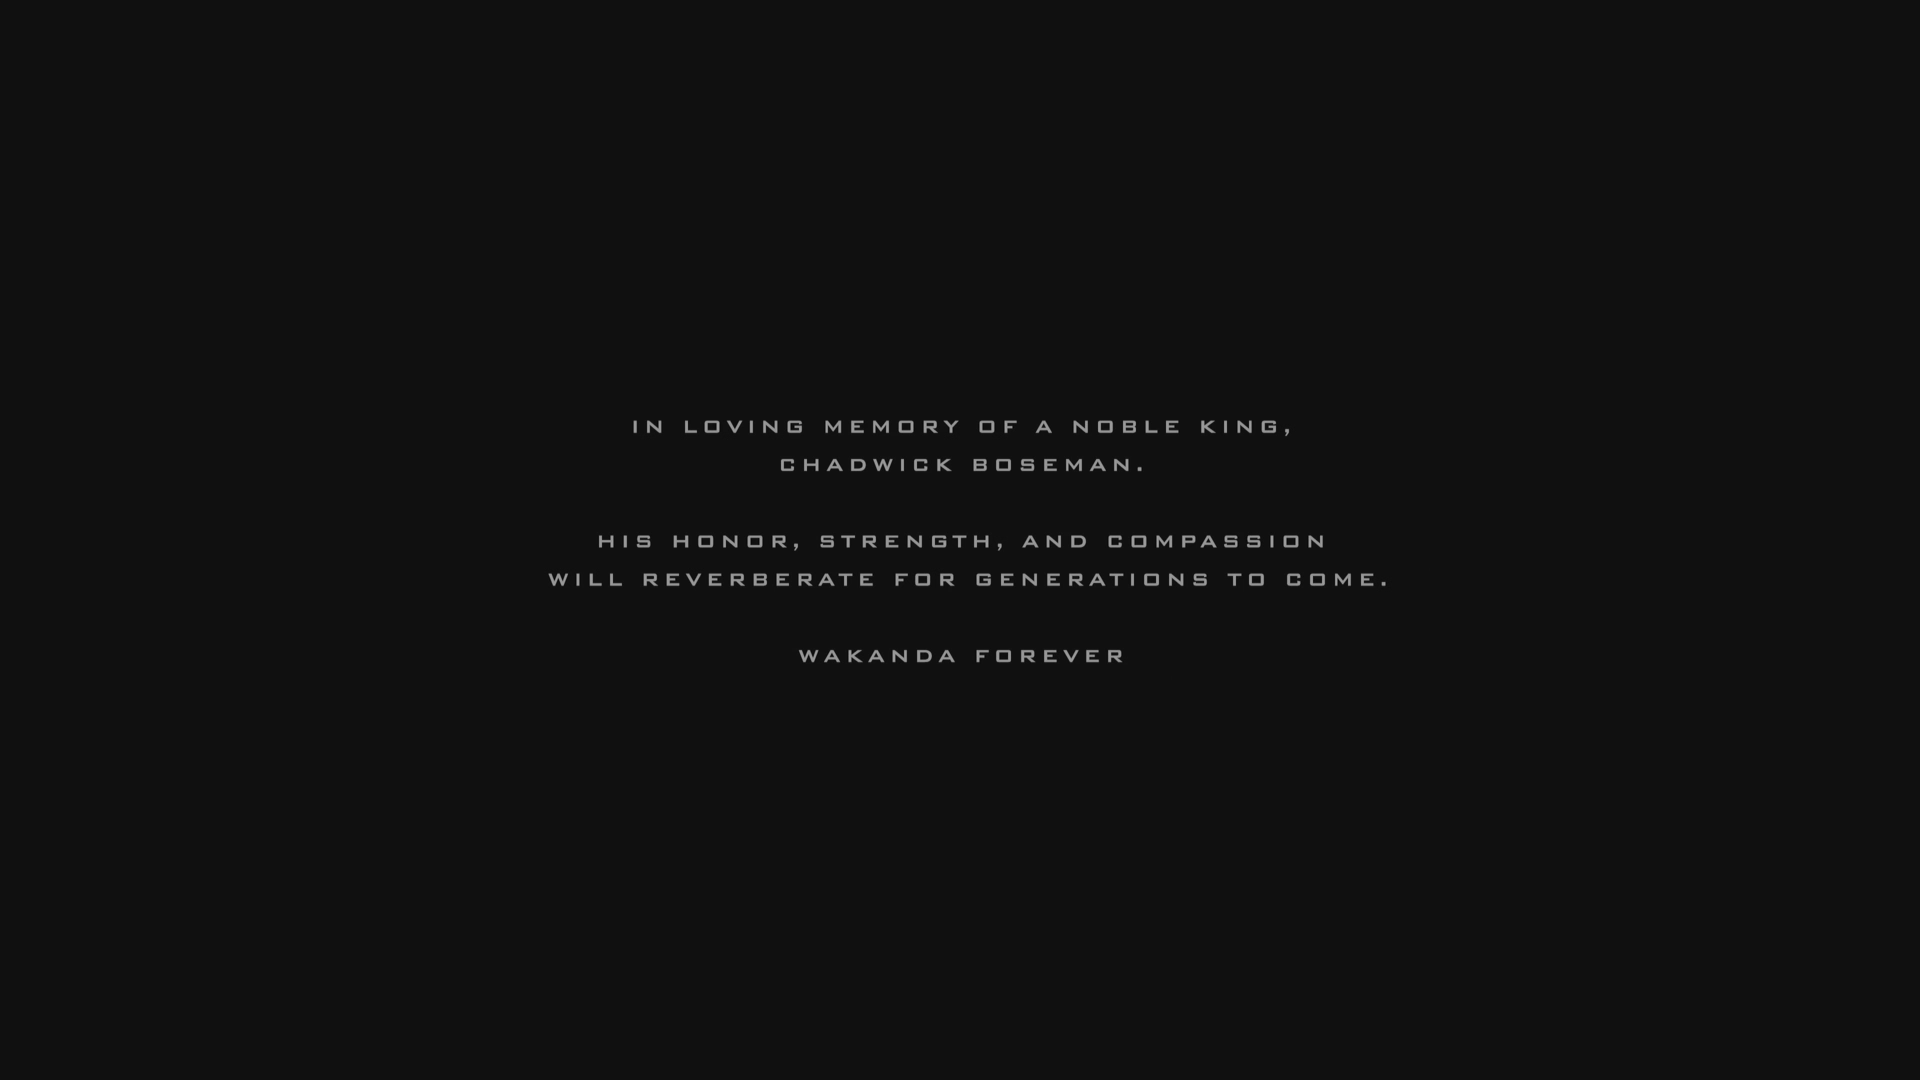 IN LOVING MEMORY OF A NOBLE KING,
CHADWICK BOSEMAN.
HIS HONOR, STRENGTH, AND COMPASSION
WILL REVERBERATE FOR GENERATIONS TO COME.
WAKANDA FOREVER